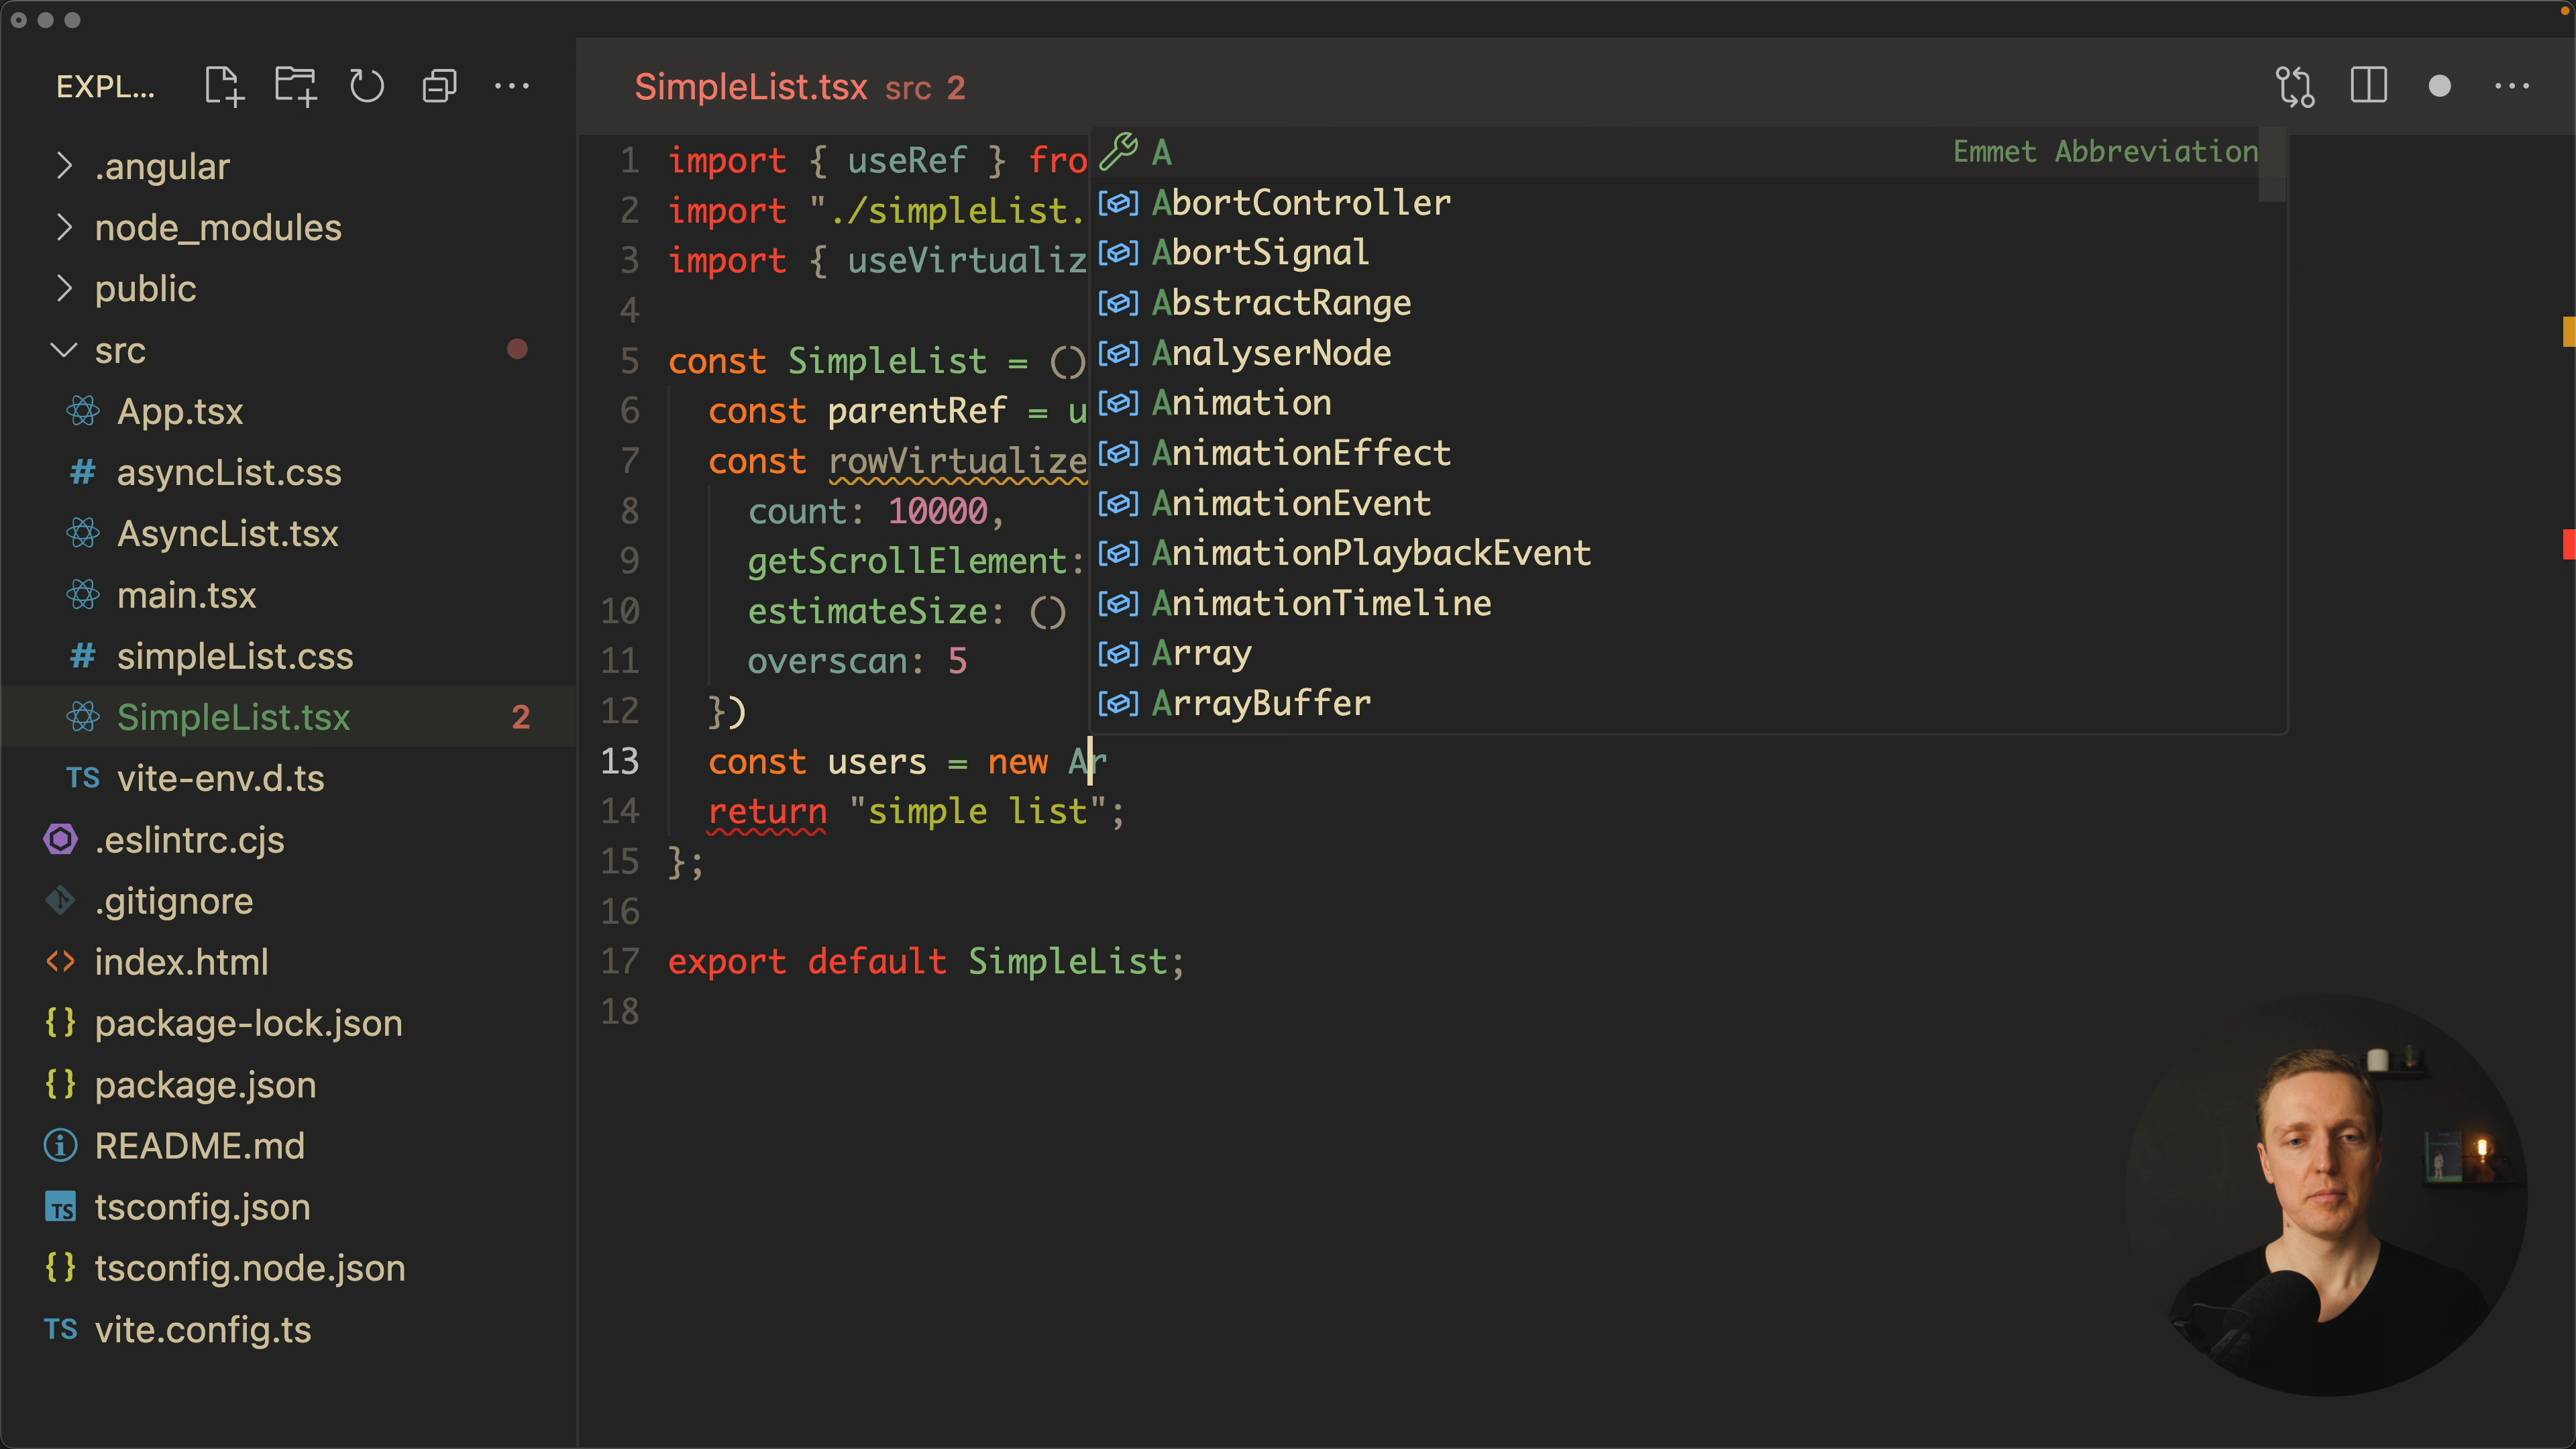 EXPL...
.angular
node_modules
public
src
App.tsx
# asyncList.css
AsyncList.tsx
main.tsx
# simpleList.css
SimpleList.tsx 2
TS vite-env.d.ts
.eslintrc.cjs
.gitignore
<> index.html
{} package-lock.json
{} package.json
README.md
TS tsconfig.json
{} tsconfig.node.json
TS vite.config.ts
SimpleList.tsx src 2
1 import { useRef } fro
2 import "./simpleList.
3 import { useVirtualiz
4
5 const SimpleList = ()
6 const parentRef = u
7 const rowVirtualize
8 count: 10000,
9 getScrollElement:
10 estimateSize: ()
11 overscan: 5
12 })
13 const users = new Ar
14 return "simple list";
15 };
16
17 export default SimpleList;
18
A Emmet Abbreviation
AbortController
AbortSignal
AbstractRange
AnalyserNode
Animation
AnimationEffect
AnimationEvent
AnimationPlaybackEvent
AnimationTimeline
Array
ArrayBuffer